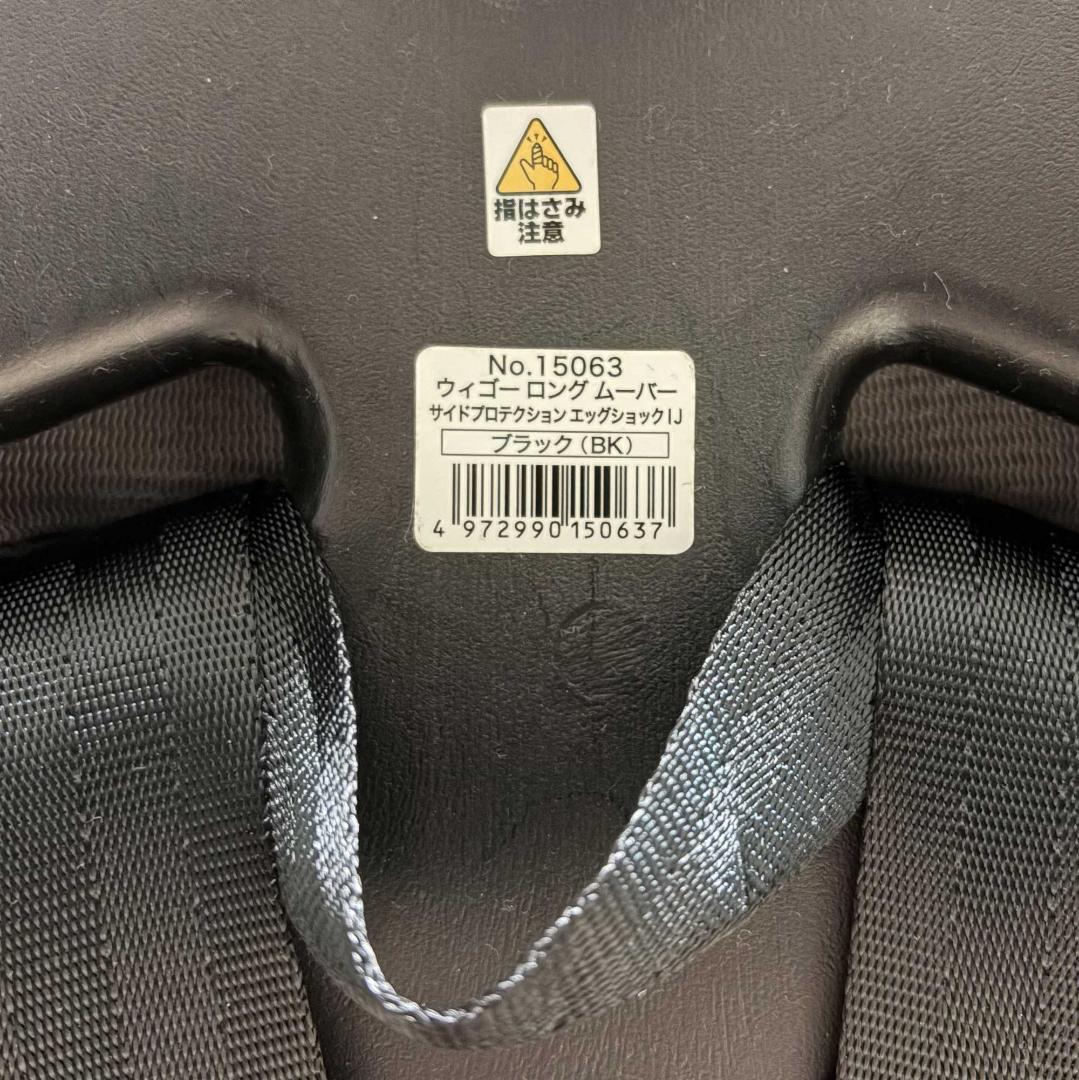 指はさみ
注意
No.15063
ウィゴー ロング ムーバー
サイドプロテクション エッグショック IJ
ブラック（BK）
4 972990 150637